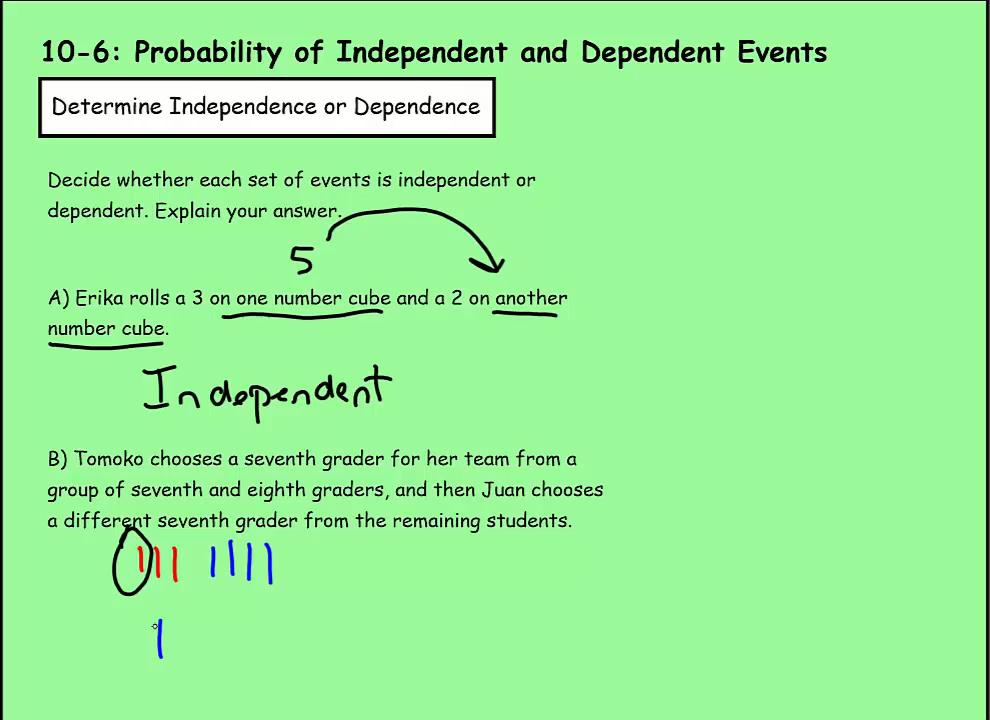 10-6: Probability of Independent and Dependent Events
Determine Independence or Dependence
Decide whether each set of events is independent or
dependent. Explain your answer.
5
A) Erika rolls a 3 on one number cube and a 2 on another
number cube.
Independent
B) Tomoko chooses a seventh grader for her team from a
group of seventh and eighth graders, and then Juan chooses
a different seventh grader from the remaining students.